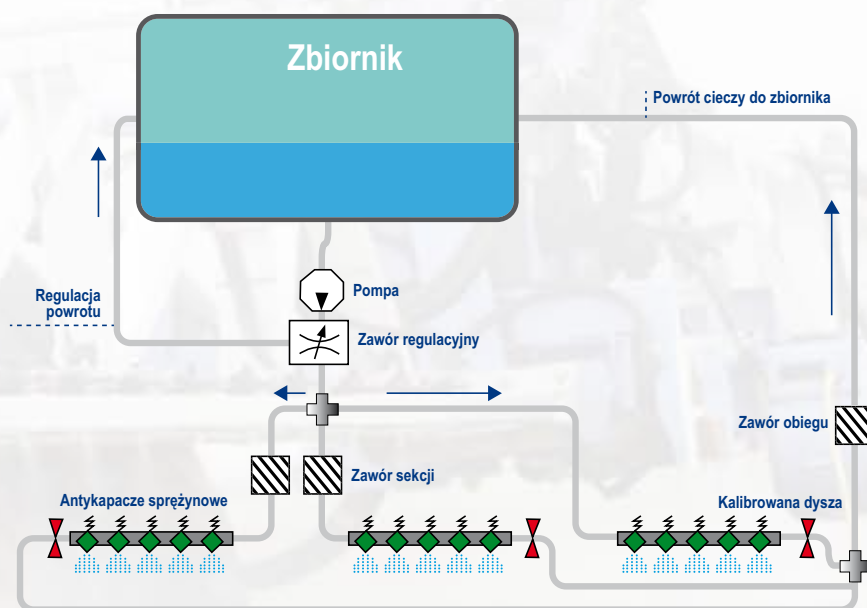 Zbiornik
Powrót cieczy do zbiornika
Regulacja
powrotu
Pompa
Zawór regulacyjny
Zawór obiegu
Zawór sekcji
Antykapacze sprężynowe
Kalibrowana dysza